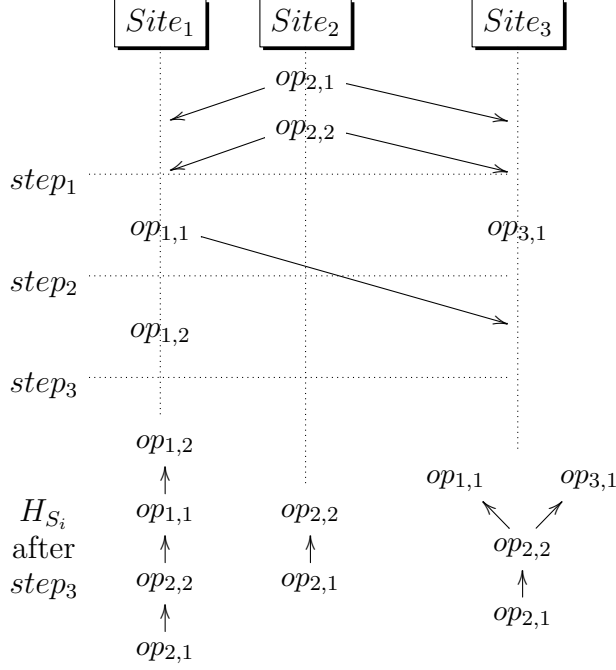 Site₁ Site₂ Site₃
op₂,₁
op₂,₂
step₁
op₁,₁ op₃,₁
step₂
op₁,₂
step₃
op₁,₂
op₁,₁ op₃,₁
H_{S_i} op₁,₁ op₂,₂
after op₂,₂
step₃ op₂,₂ op₂,₁
op₂,₁
op₂,₁